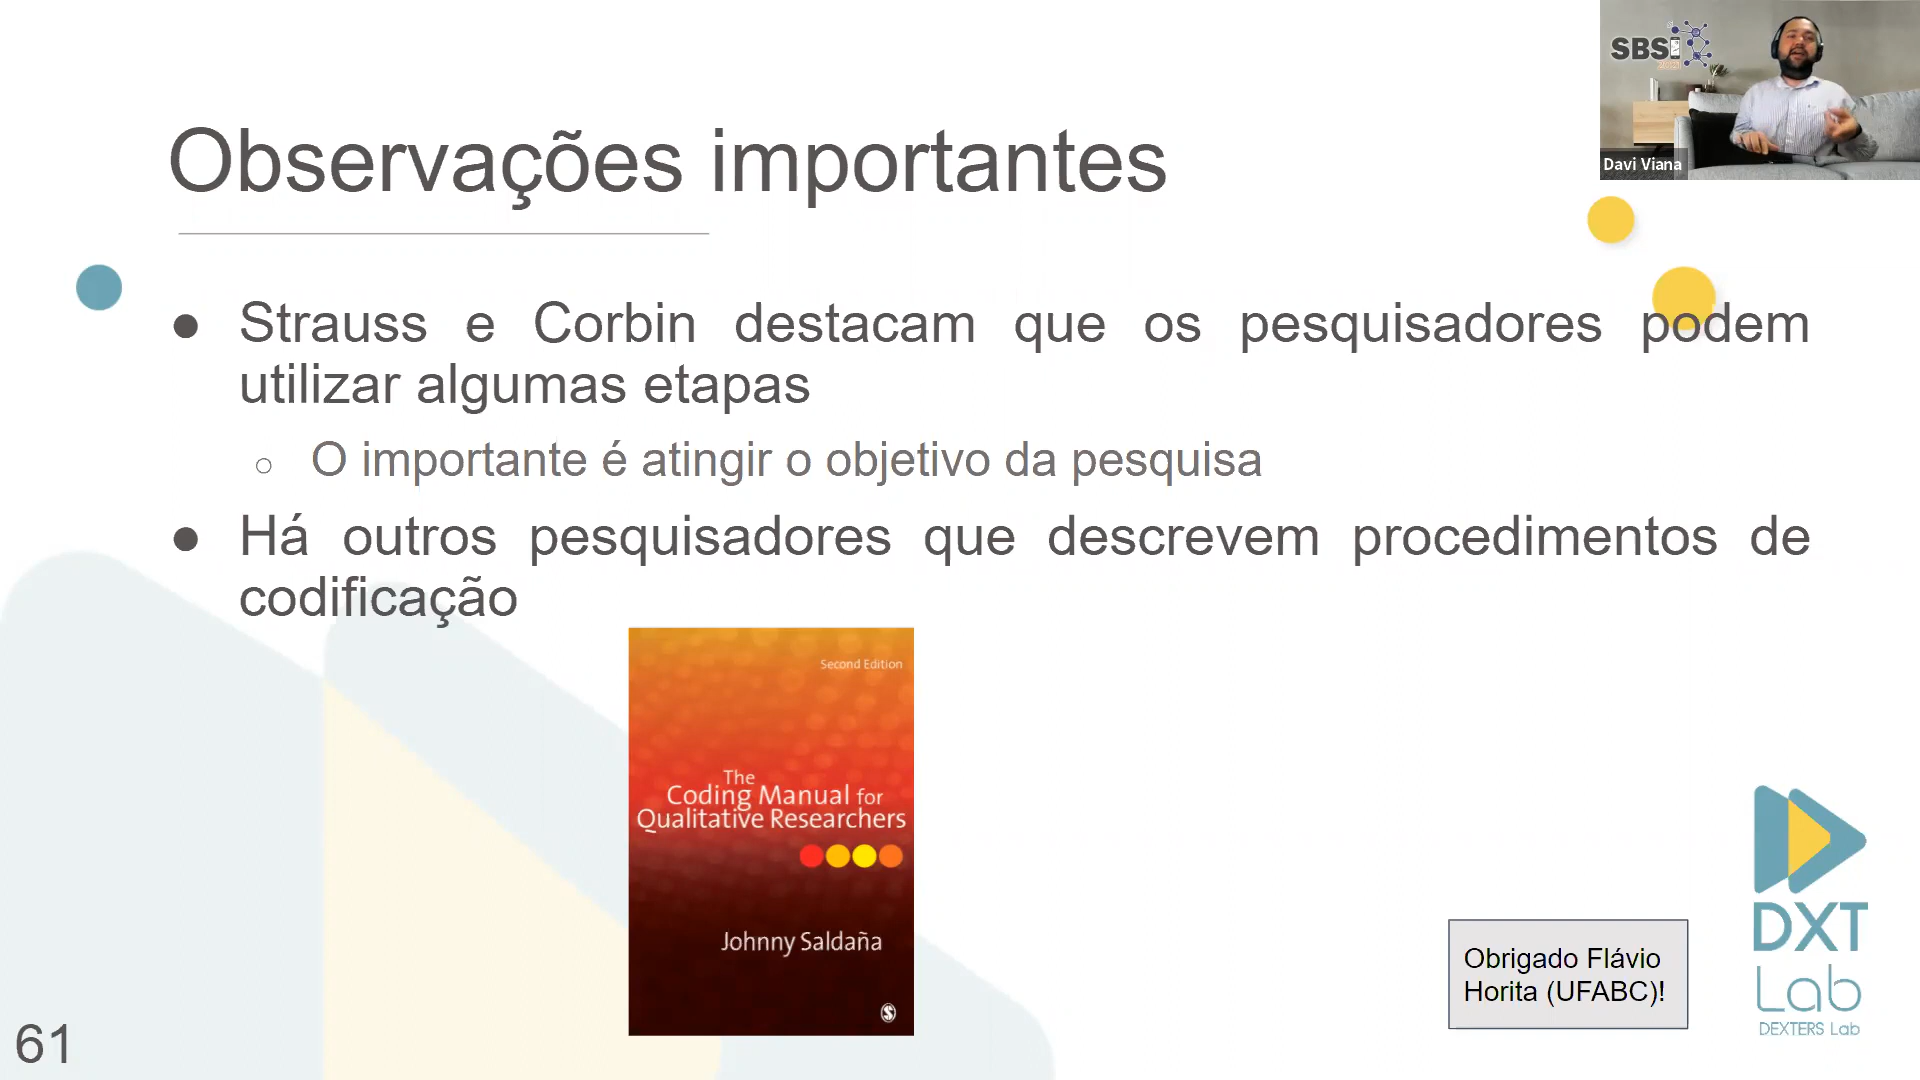 SBSI
Davi Viana
Observações importantes
● Strauss e Corbin destacam que os pesquisadores podem
utilizar algumas etapas
○ O importante é atingir o objetivo da pesquisa
● Há outros pesquisadores que descrevem procedimentos de
codificação
Second Edition
The
Coding Manual for
Qualitative Researchers
Johnny Saldaña
S
Obrigado Flávio
Horita (UFABC)!
DXT
Lab
DEXTERS Lab
61